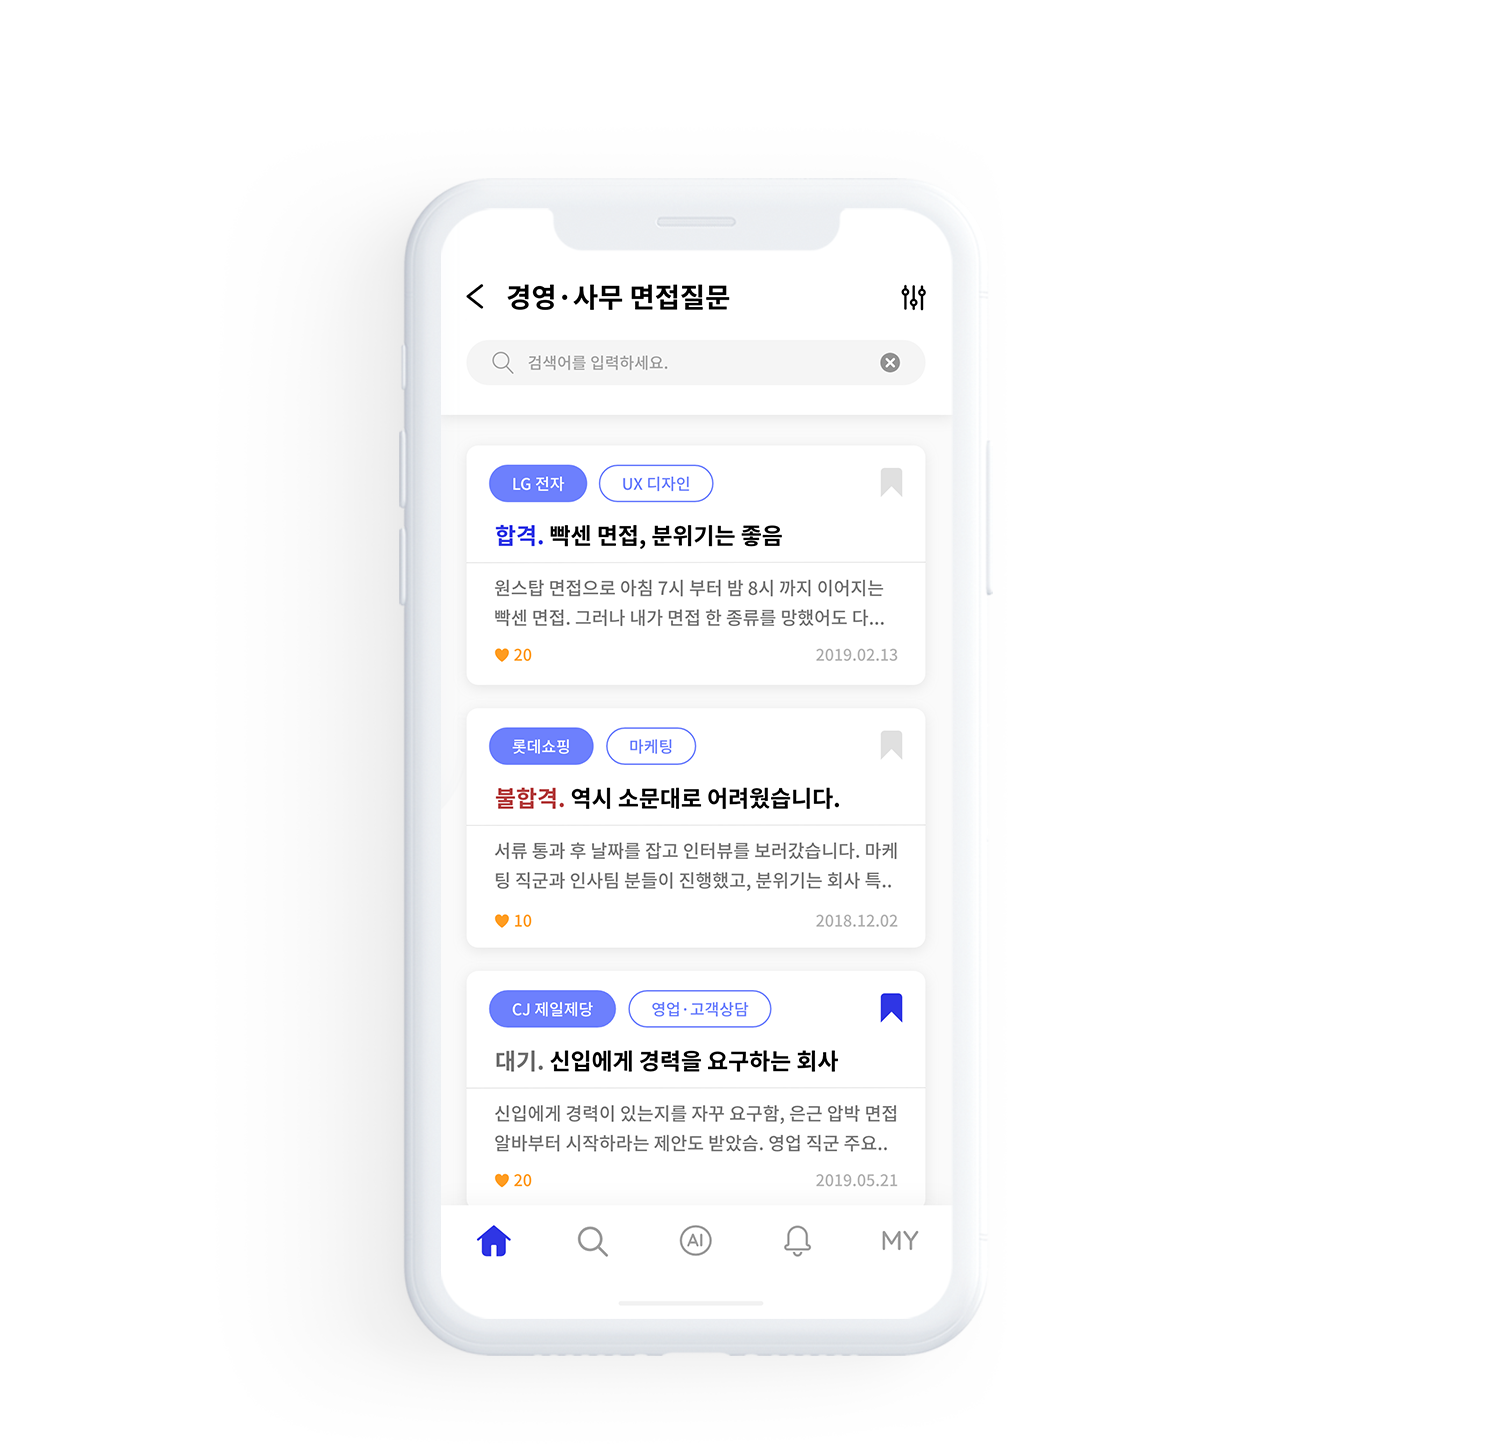 경영·사무 면접질문
검색어를 입력하세요.
LG 전자
UX 디자인
합격. 빡센 면접, 분위기는 좋음
원스탑 면접으로 아침 7시 부터 밤 8시 까지 이어지는
빡센 면접. 그러나 내가 면접 한 종류를 망했어도 다...
20
2019.02.13
롯데쇼핑
마케팅
불합격. 역시 소문대로 어려웠습니다.
서류 통과 후 날짜를 잡고 인터뷰를 보러갔습니다. 마케
팅 직군과 인사팀 분들이 진행했고, 분위기는 회사 특..
10
2018.12.02
CJ 제일제당
영업·고객상담
대기. 신입에게 경력을 요구하는 회사
신입에게 경력이 있는지를 자꾸 요구함, 은근 압박 면접
알바부터 시작하라는 제안도 받았슴. 영업 직군 주요..
20
2019.05.21
AI
MY